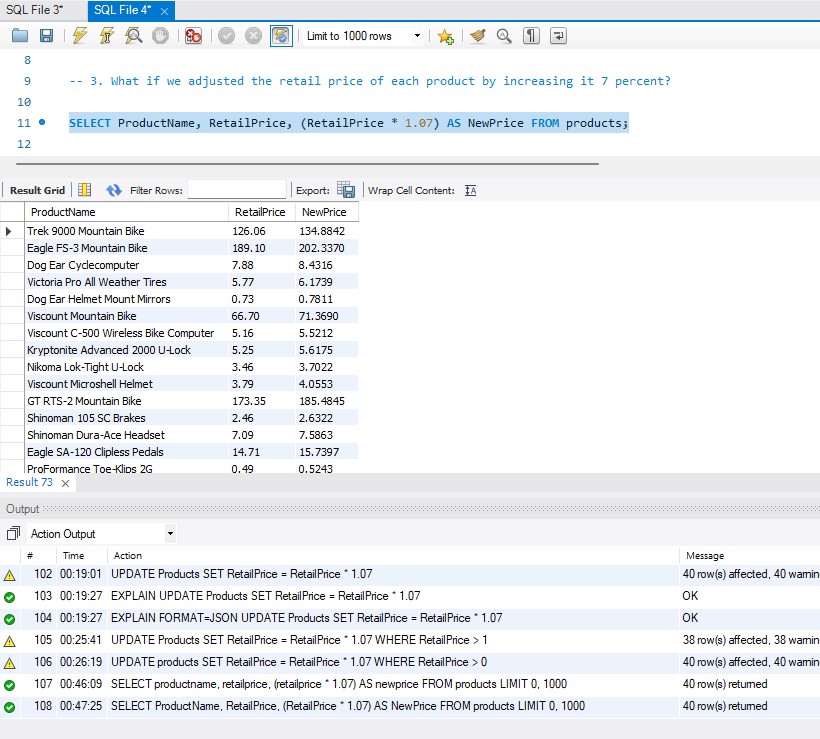 SQL File 3* SQL File 4* ×
Limit to 1000 rows
8
9 -- 3. What if we adjusted the retail price of each product by increasing it 7 percent?
10
11 SELECT ProductName, RetailPrice, (RetailPrice * 1.07) AS NewPrice FROM products;
12
Result Grid Filter Rows: Export: Wrap Cell Content:
ProductName RetailPrice NewPrice
Trek 9000 Mountain Bike 126.06 134.8842
Eagle FS-3 Mountain Bike 189.10 202.3370
Dog Ear Cyclecomputer 7.88 8.4316
Victoria Pro All Weather Tires 5.77 6.1739
Dog Ear Helmet Mount Mirrors 0.73 0.7811
Viscount Mountain Bike 66.70 71.3690
Viscount C-500 Wireless Bike Computer 5.16 5.5212
Kryptonite Advanced 2000 U-Lock 5.25 5.6175
Nikoma Lok-Tight U-Lock 3.46 3.7022
Viscount Microshell Helmet 3.79 4.0553
GT RTS-2 Mountain Bike 173.35 185.4845
Shinoman 105 SC Brakes 2.46 2.6322
Shinoman Dura-Ace Headset 7.09 7.5863
Eagle SA-120 Clipless Pedals 14.71 15.7397
ProFormance Toe-Klips 2G 0.49 0.5243
Result 73 ×
Output
Action Output
# Time Action Message
102 00:19:01 UPDATE Products SET RetailPrice = RetailPrice * 1.07 40 row(s) affected, 40 warnin
103 00:19:27 EXPLAIN UPDATE Products SET RetailPrice = RetailPrice * 1.07 OK
104 00:19:27 EXPLAIN FORMAT=JSON UPDATE Products SET RetailPrice = RetailPrice * 1.07 OK
105 00:25:41 UPDATE Products SET RetailPrice = RetailPrice * 1.07 WHERE RetailPrice > 1 38 row(s) affected, 38 warnin
106 00:26:19 UPDATE products SET RetailPrice = RetailPrice * 1.07 WHERE RetailPrice > 0 40 row(s) affected, 40 warnin
107 00:46:09 SELECT productname, retailprice, (retailprice * 1.07) AS newprice FROM products LIMIT 0, 1000 40 row(s) returned
108 00:47:25 SELECT ProductName, RetailPrice, (RetailPrice * 1.07) AS NewPrice FROM products LIMIT 0, 1000 40 row(s) returned